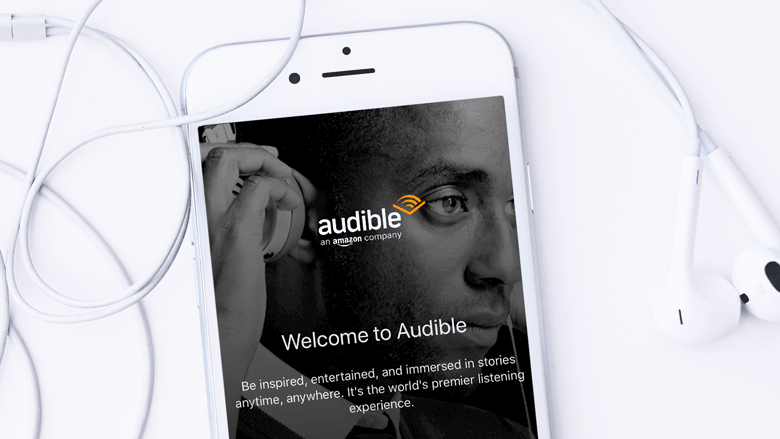 audible
an amazon company
Welcome to Audible
Be inspired, entertained, and immersed in stories
anytime, anywhere. It's the world's premier listening
experience.